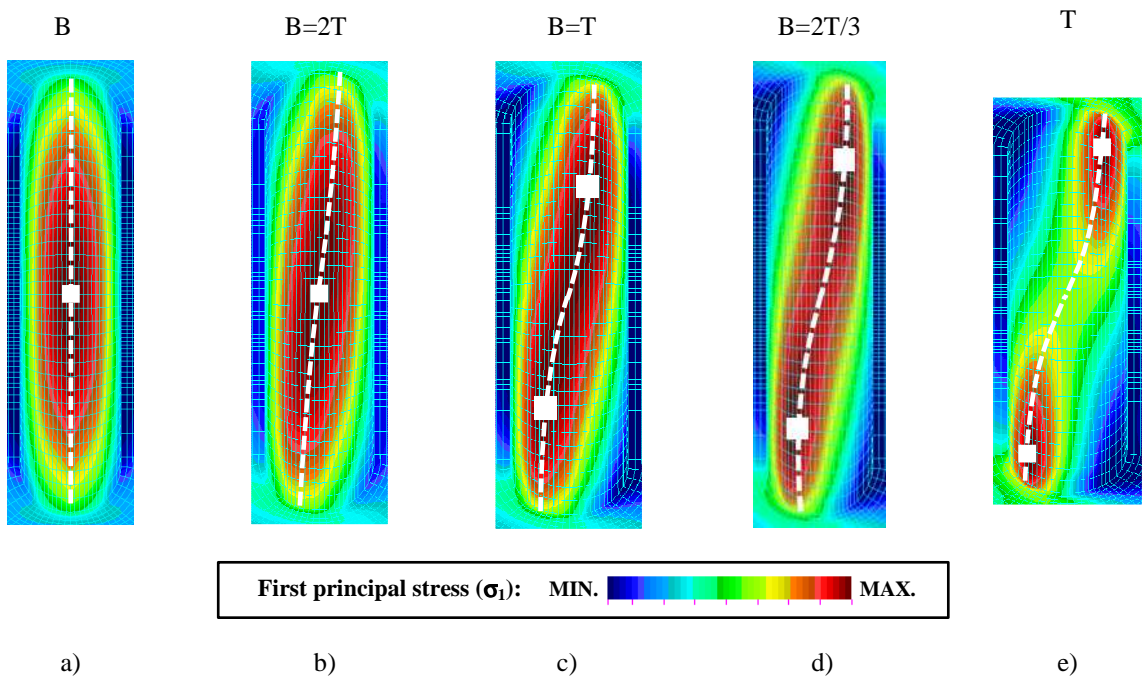 B B=2T B=T B=2T/3 T
First principal stress (σ1): MIN. MAX.
a) b) c) d) e)